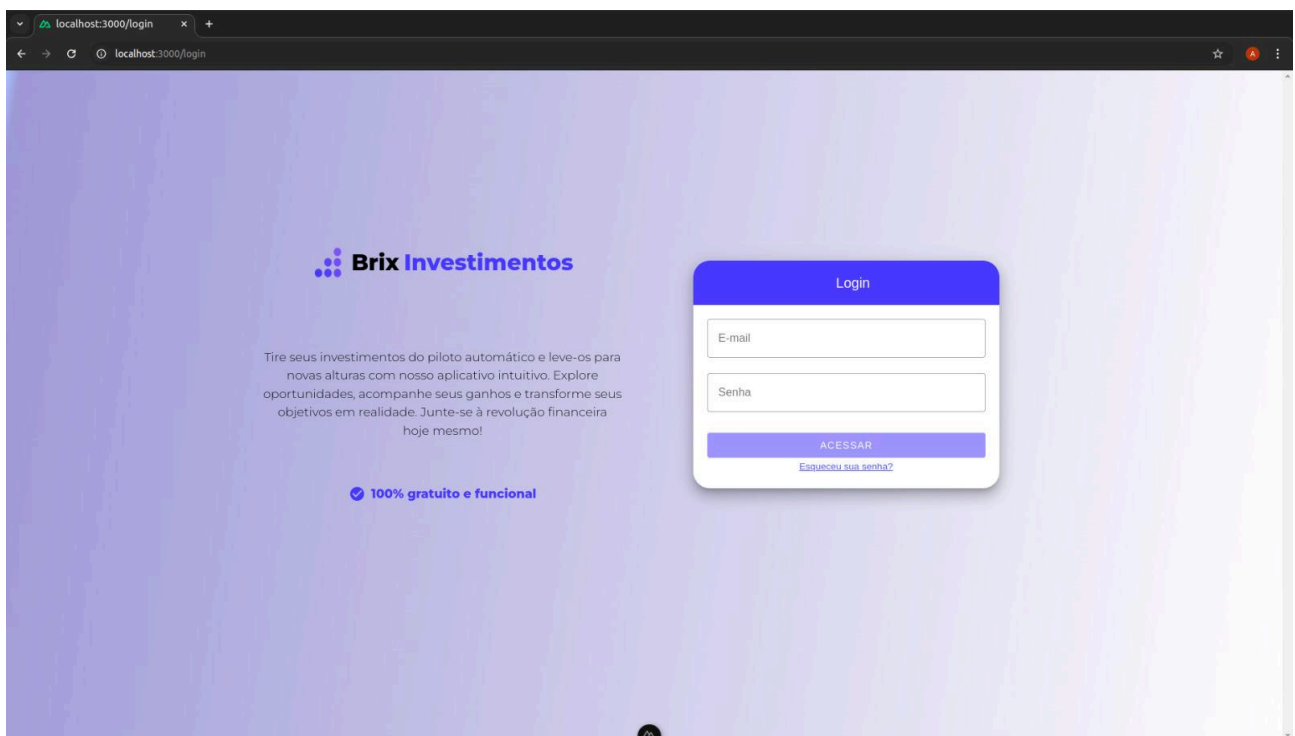 localhost:3000/login
localhost:3000/login
A
Brix Investimentos
Tire seus investimentos do piloto automático e leve-os para
novas alturas com nosso aplicativo intuitivo. Explore
oportunidades, acompanhe seus ganhos e transforme seus
objetivos em realidade. Junte-se à revolução financeira
hoje mesmo!
100% gratuito e funcional
Login
E-mail
Senha
ACESSAR
Esqueceu sua senha?